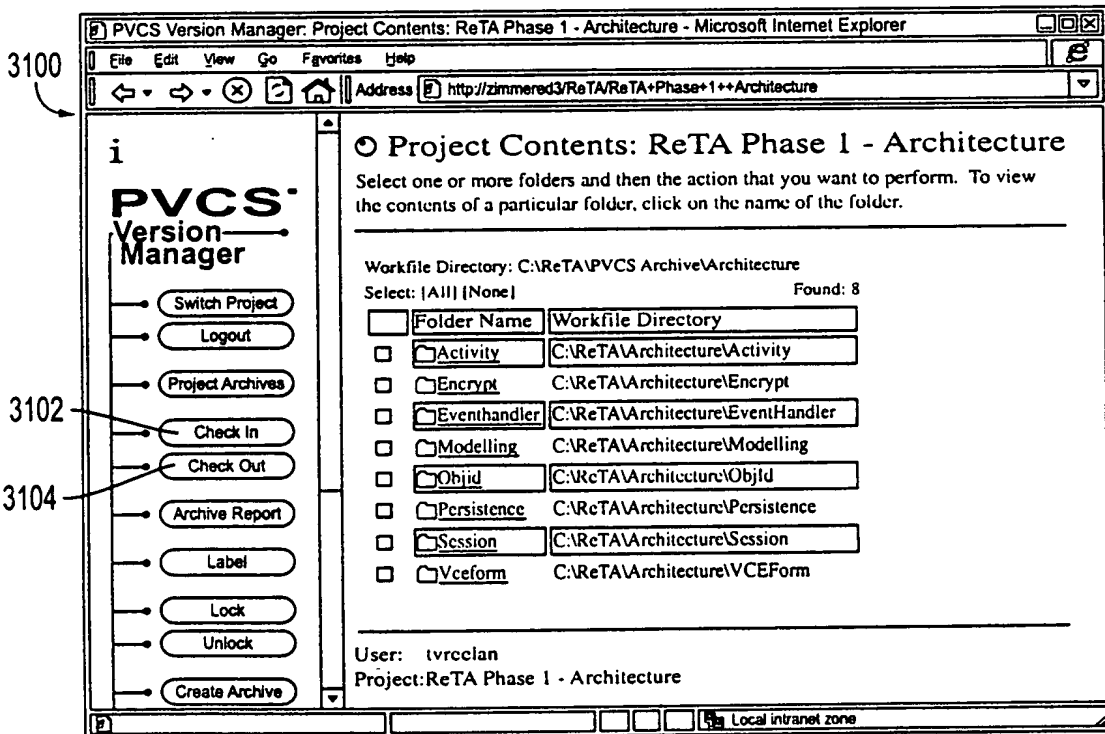 PVCS Version Manager: Project Contents: ReTA Phase 1 - Architecture - Microsoft Internet Explorer
File Edit View Go Favorites Help
Address http://zimmered3/ReTA/ReTA+Phase+1++Architecture
3100
i
PVCS
Version
Manager
Switch Project
Logout
Project Archives
3102
Check In
Check Out
3104
Archive Report
Label
Lock
Unlock
Create Archive
Project Contents: ReTA Phase 1 - Architecture
Select one or more folders and then the action that you want to perform. To view
the contents of a particular folder, click on the name of the folder.
Workfile Directory: C:\ReTA\PVCS Archive\Architecture
Select: [All] [None] Found: 8
Folder Name Workfile Directory
Activity C:\ReTA\Architecture\Activity
Encrypt C:\ReTA\Architecture\Encrypt
Eventhandler C:\ReTA\Architecture\EventHandler
Modelling C:\ReTA\Architecture\Modelling
Objid C:\ReTA\Architecture\ObjId
Persistence C:\ReTA\Architecture\Persistence
Session C:\ReTA\Architecture\Session
Vceform C:\ReTA\Architecture\VCEForm
User:
Project:ReTA Phase 1 - Architecture
Local intranet zone